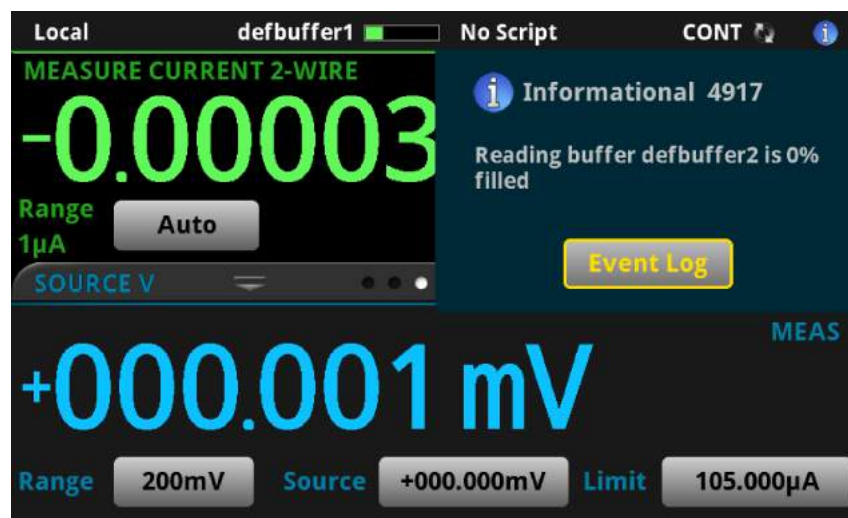 Local defbuffer1 No Script CONT
MEASURE CURRENT 2-WIRE
-0.00003
Range
1µA
Auto
Informational 4917
Reading buffer defbuffer2 is 0%
filled
Event Log
SOURCE V
MEAS
+000.001 mV
Range 200mV Source +000.000mV Limit 105.000µA